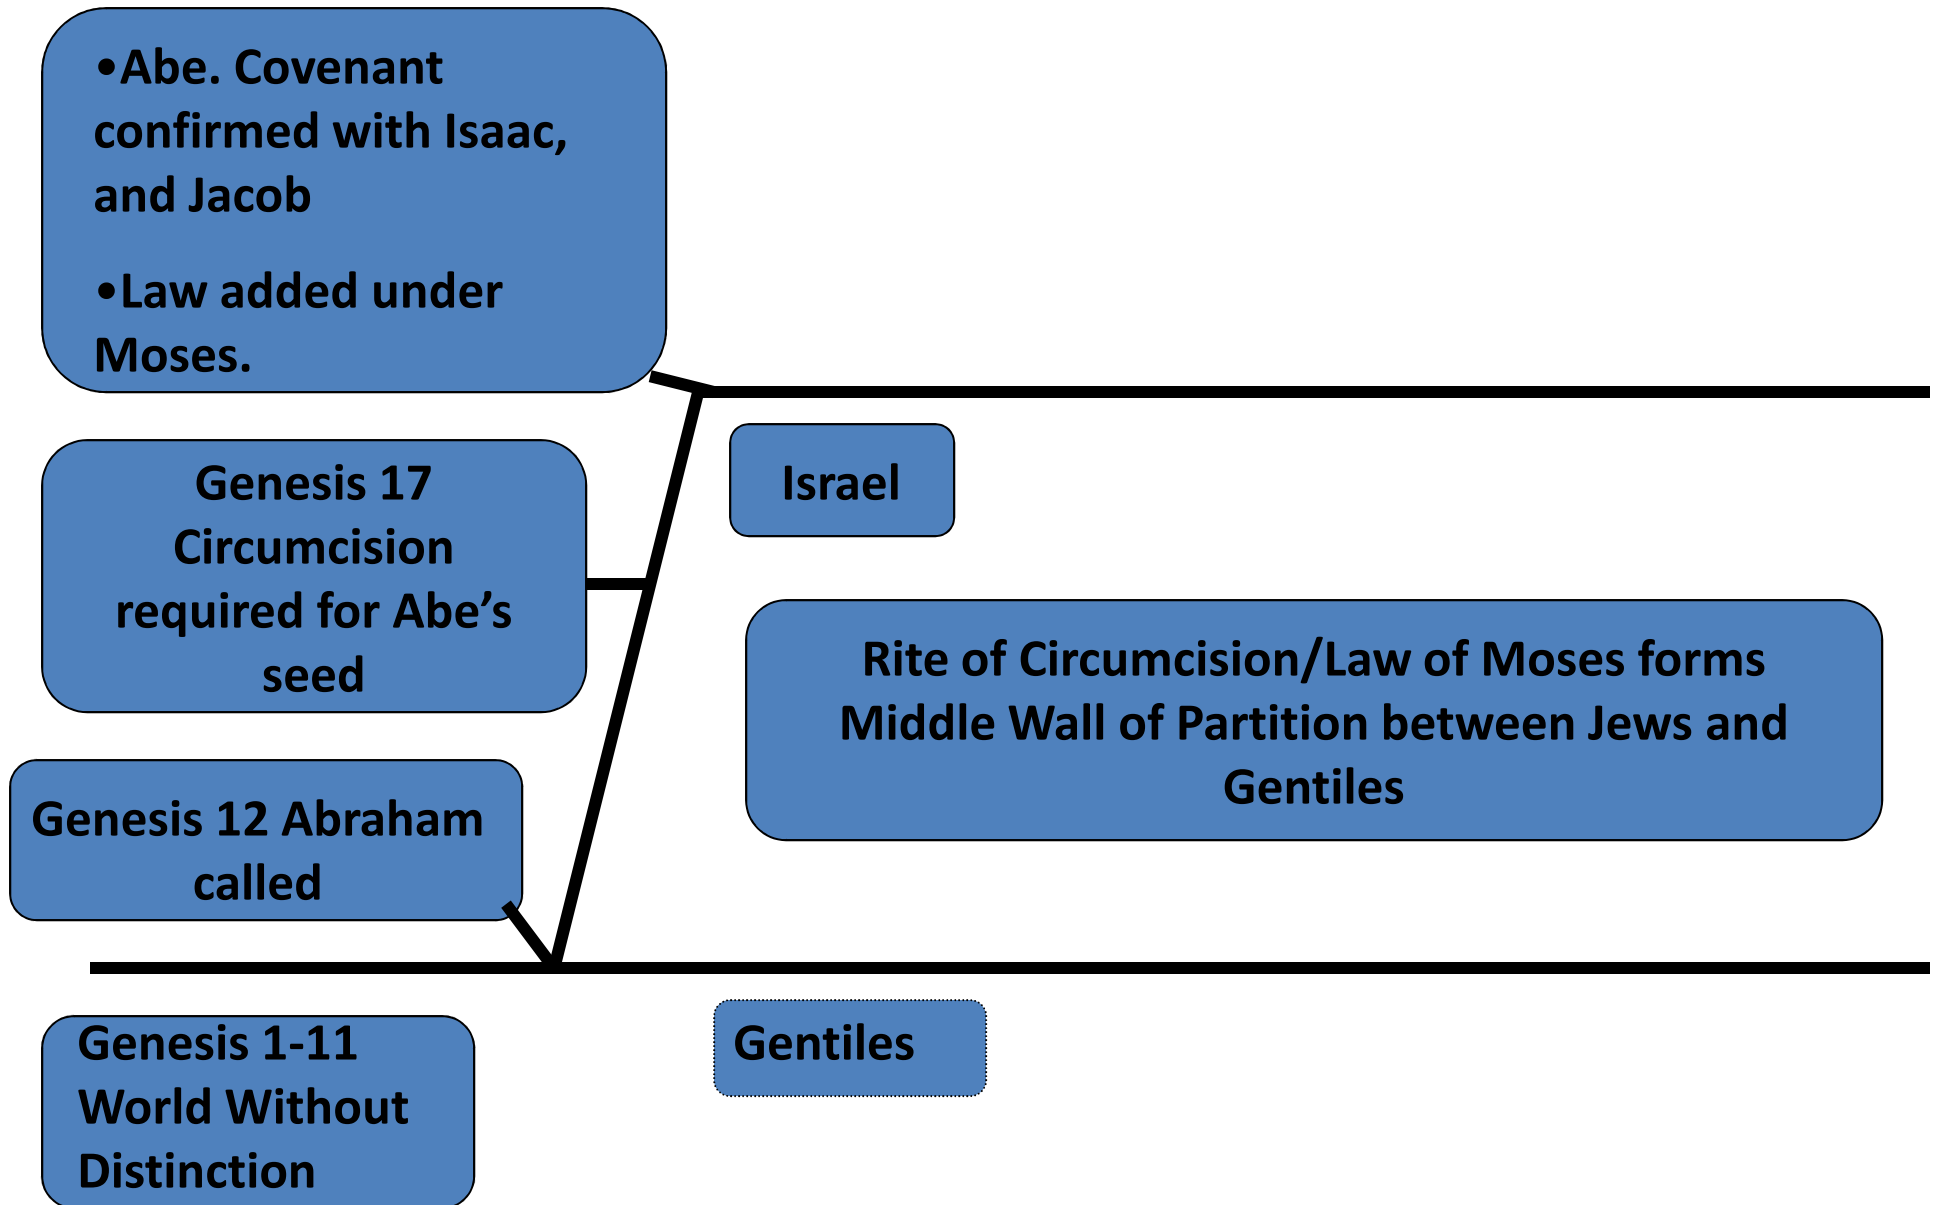 •Abe. Covenant
confirmed with Isaac,
and Jacob
•Law added under
Moses.
Genesis 17
Circumcision
required for Abe’s
seed
Israel
Rite of Circumcision/Law of Moses forms
Middle Wall of Partition between Jews and
Gentiles
Genesis 12 Abraham
called
Genesis 1-11
World Without
Distinction
Gentiles